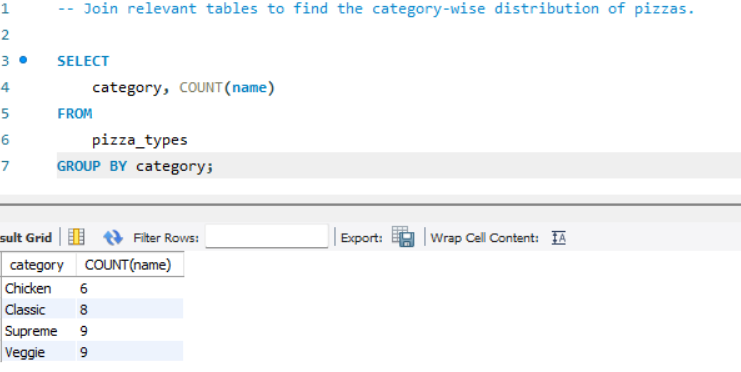 1 -- Join relevant tables to find the category-wise distribution of pizzas.
2
3 SELECT
4 category, COUNT(name)
5 FROM
6 pizza_types
7 GROUP BY category;
sult Grid Filter Rows: Export: Wrap Cell Content: IA
category COUNT(name)
Chicken 6
Classic 8
Supreme 9
Veggie 9